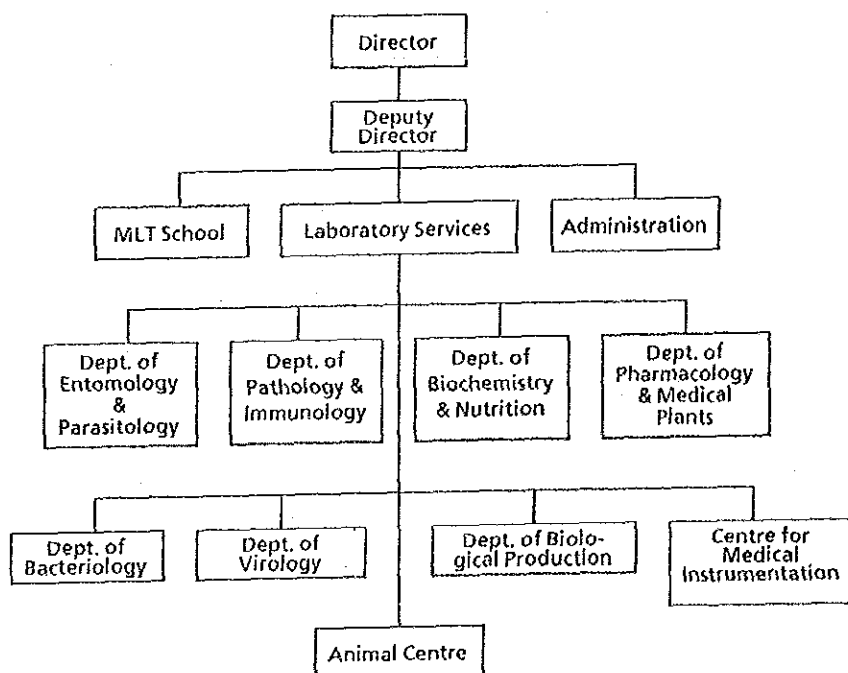 Director
Deputy
Director
MLT School
Laboratory Services
Administration
Dept. of
Entomology
&
Parasitology
Dept. of
Pathology &
Immunology
Dept. of
Biochemistry
& Nutrition
Dept. of
Pharmacology
& Medical
Plants
Dept. of
Bacteriology
Dept. of
Virology
Dept. of Biolo-
gical Production
Centre for
Medical
Instrumentation
Animal Centre